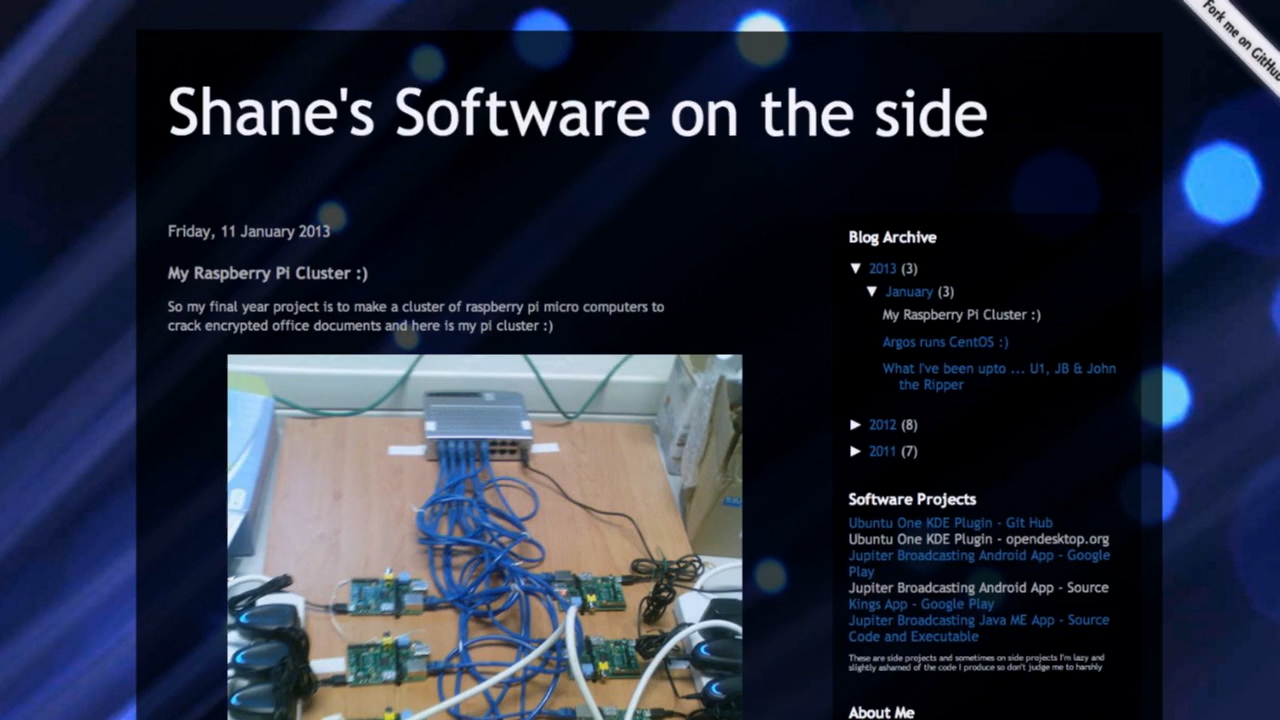 Fork me on GitHub
Shane's Software on the side
Friday, 11 January 2013
My Raspberry Pi Cluster :)
So my final year project is to make a cluster of raspberry pi micro computers to
crack encrypted office documents and here is my pi cluster :)
Blog Archive
▼ 2013 (3)
▼ January (3)
My Raspberry Pi Cluster :)
Argos runs CentOS :)
What I've been upto ... U1, JB & John
the Ripper
► 2012 (8)
► 2011 (7)
Software Projects
Ubuntu One KDE Plugin - Git Hub
Ubuntu One KDE Plugin - opendesktop.org
Jupiter Broadcasting Android App - Google
Play
Jupiter Broadcasting Android App - Source
Kings App - Google Play
Jupiter Broadcasting Java ME App - Source
Code and Executable
These are side projects and sometimes on side projects I'm lazy and
slightly ashamed of the code I produce so don't judge me to harshly
About Me